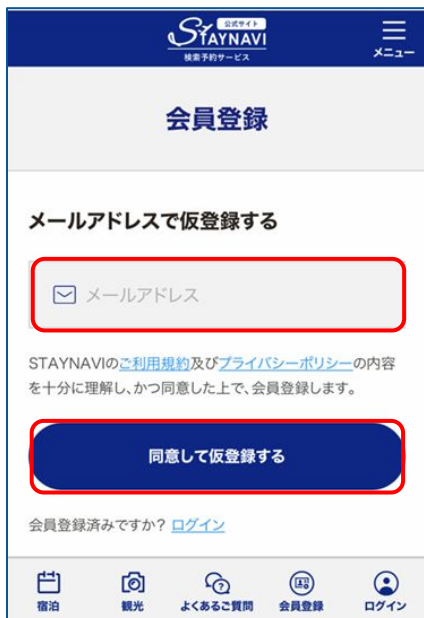 公式サイト
STAYNAVI
検索予約サービス
メニュー
会員登録
メールアドレスで仮登録する
メールアドレス
STAYNAVIのご利用規約及びプライバシーポリシーの内容
を十分に理解し、かつ同意した上で、会員登録します。
同意して仮登録する
会員登録済みですか? ログイン
宿泊 観光 よくあるご質問 会員登録 ログイン